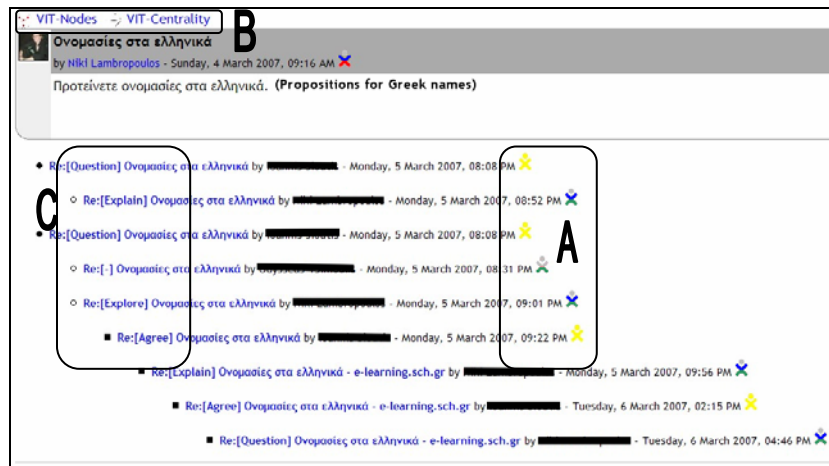 VIT-Nodes VIT-Centrality
B
Ονομασίες στα ελληνικά
by Niki Lambropoulos - Sunday, 4 March 2007, 09:16 AM
Προτείνετε ονομασίες στα ελληνικά. (Propositions for Greek names)
Re:[Question] Ονομασίες στα ελληνικά by - Monday, 5 March 2007, 08:08 PM
C
Re:[Explain] Ονομασίες στα ελληνικά by - Monday, 5 March 2007, 08:52 PM
A
Re:[Question] Ονομασίες στα ελληνικά by - Monday, 5 March 2007, 08:08 PM
Re:[-] Ονομασίες στα ελληνικά by - Monday, 5 March 2007, 08:31 PM
Re:[Explore] Ονομασίες στα ελληνικά by - Monday, 5 March 2007, 09:01 PM
Re:[Agree] Ονομασίες στα ελληνικά by - Monday, 5 March 2007, 09:22 PM
Re:[Explain] Ονομασίες στα ελληνικά - e-learning.sch.gr by - Monday, 5 March 2007, 09:56 PM
Re:[Agree] Ονομασίες στα ελληνικά - e-learning.sch.gr by - Tuesday, 6 March 2007, 02:15 PM
Re:[Question] Ονομασίες στα ελληνικά - e-learning.sch.gr by - Tuesday, 6 March 2007, 04:46 PM